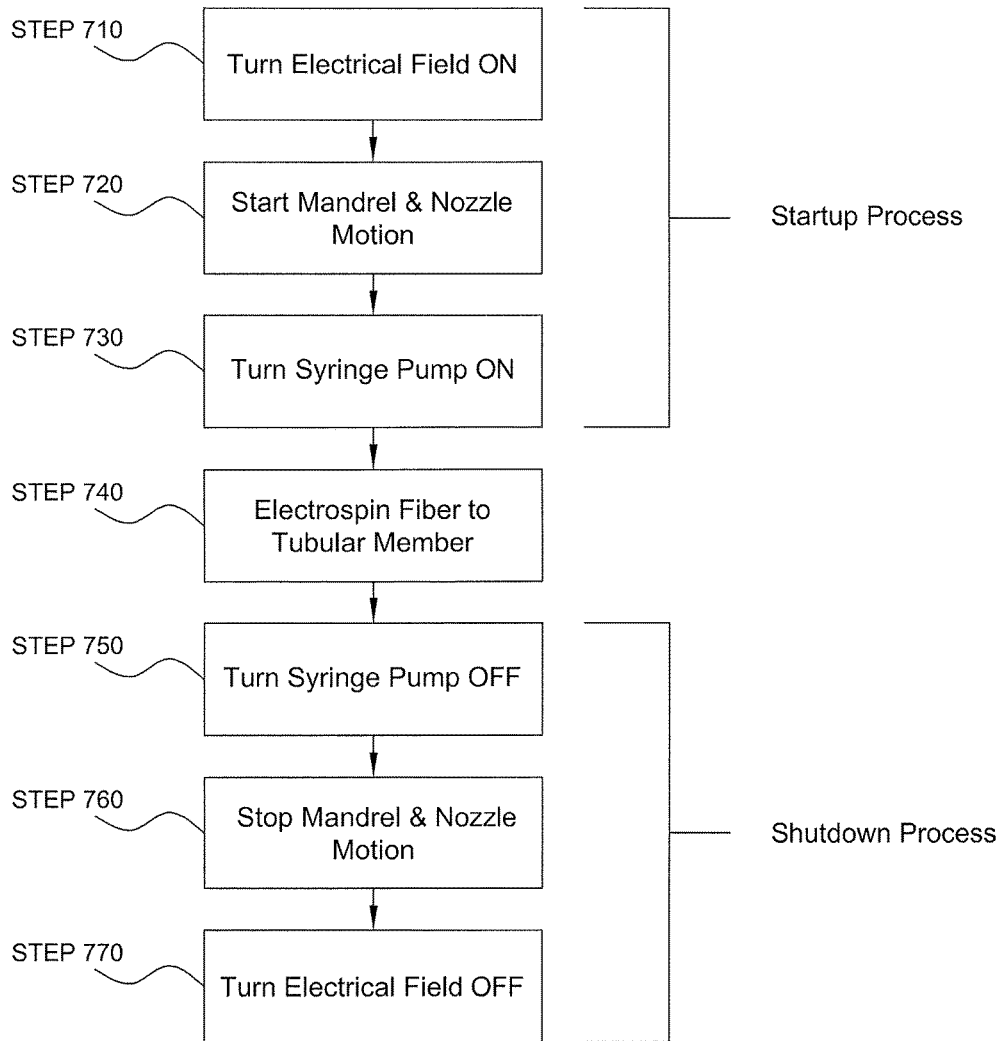 STEP 710
Turn Electrical Field ON
STEP 720
Start Mandrel & Nozzle
Motion
Startup Process
STEP 730
Turn Syringe Pump ON
STEP 740
Electrospin Fiber to
Tubular Member
STEP 750
Turn Syringe Pump OFF
STEP 760
Stop Mandrel & Nozzle
Motion
Shutdown Process
STEP 770
Turn Electrical Field OFF